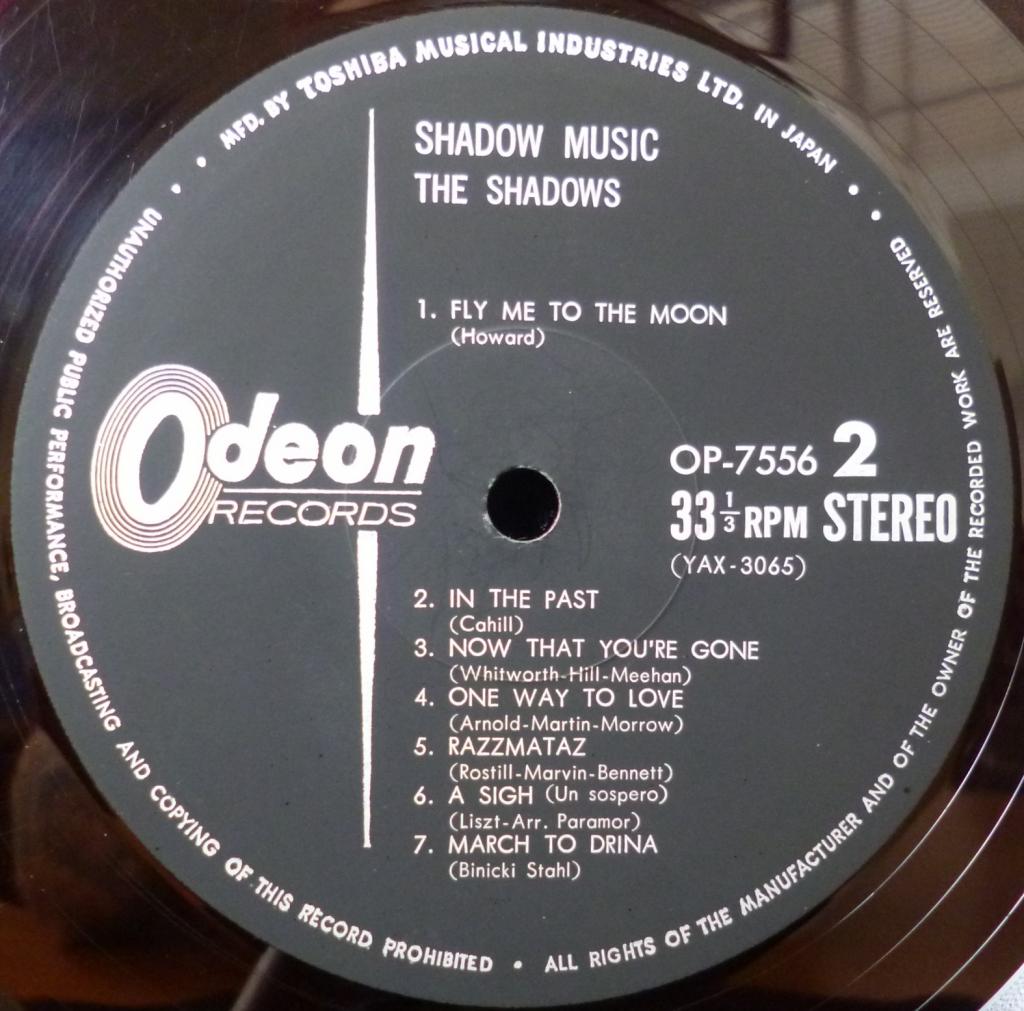 MFD. BY TOSHIBA MUSICAL INDUSTRIES LTD. IN JAPAN
SHADOW MUSIC
THE SHADOWS
1. FLY ME TO THE MOON
(Howard)
Odeon
RECORDS
OP-7556 2
33 1/3 RPM STEREO
(YAX-3065)
2. IN THE PAST
(Cahill)
3. NOW THAT YOU'RE GONE
(Whitworth-Hill-Meehan)
4. ONE WAY TO LOVE
(Arnold-Martin-Morrow)
5. RAZZMATAZ
(Rostill-Marvin-Bennett)
6. A SIGH (Un sospero)
(Liszt-Arr. Paramor)
7. MARCH TO DRINA
(Binicki Stahl)
UNAUTHORIZED PUBLIC PERFORMANCE, BROADCASTING AND COPYING OF THIS RECORD PROHIBITED • ALL RIGHTS OF THE MANUFACTURER AND OF THE OWNER OF THE RECORDED WORK ARE RESERVED